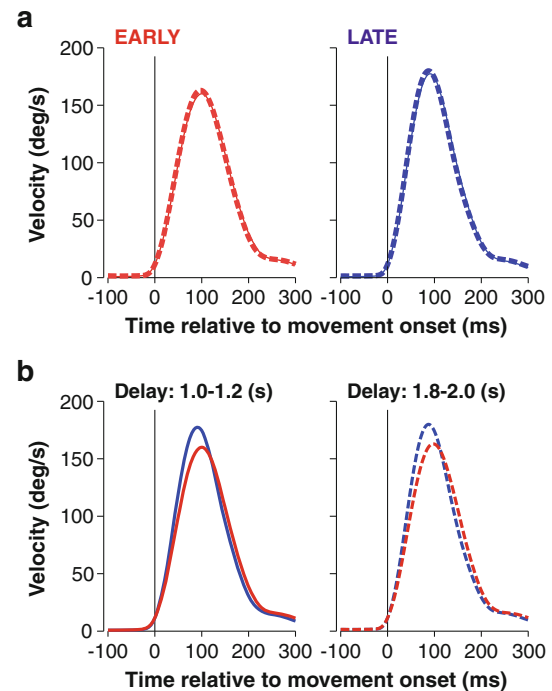 a
EARLY
LATE
Velocity (deg/s)
200
150
100
50
0
-100 0 100 200 300
-100 0 100 200 300
Time relative to movement onset (ms)
b
Delay: 1.0-1.2 (s)
Delay: 1.8-2.0 (s)
Velocity (deg/s)
200
150
100
50
0
-100 0 100 200 300
-100 0 100 200 300
Time relative to movement onset (ms)